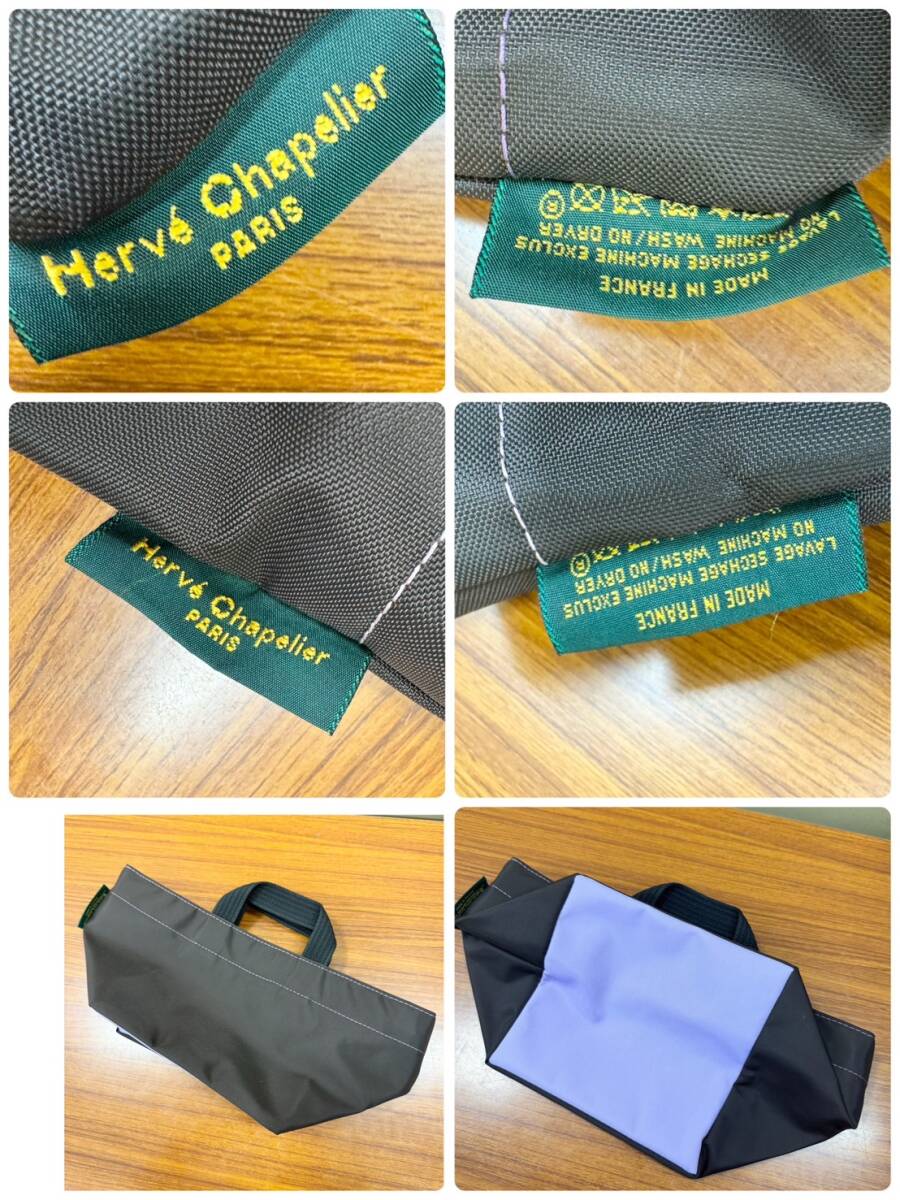 Hervé Chapelier
PARIS
LAVAGE SECHAGE MACHINE EXCLUS
NO MACHINE WASH/NO DRYER
MADE IN FRANCE
Hervé Chapelier
PARIS
NO MACHINE WASH/NO DRYER
LAVAGE SECHAGE MACHINE EXCLUS
MADE IN FRANCE